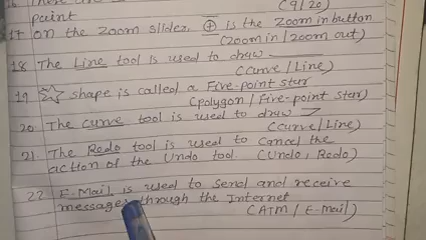 paint (9/20)
17 on the zoom slider, ⊕ is the Zoom in button
(Zoom in / Zoom out)
18 The Line tool is used to draw
(Curve / Line)
19 shape is called a Five-point star
(polygon / Five-point star)
20. The curve tool is used to draw
(curve / Line)
21. The Redo tool is used to cancel the
action of the Undo tool. (Undo, Redo)
22 E-Mail is used to Send and receive
messages through the Internet
(ATM / E-Mail)